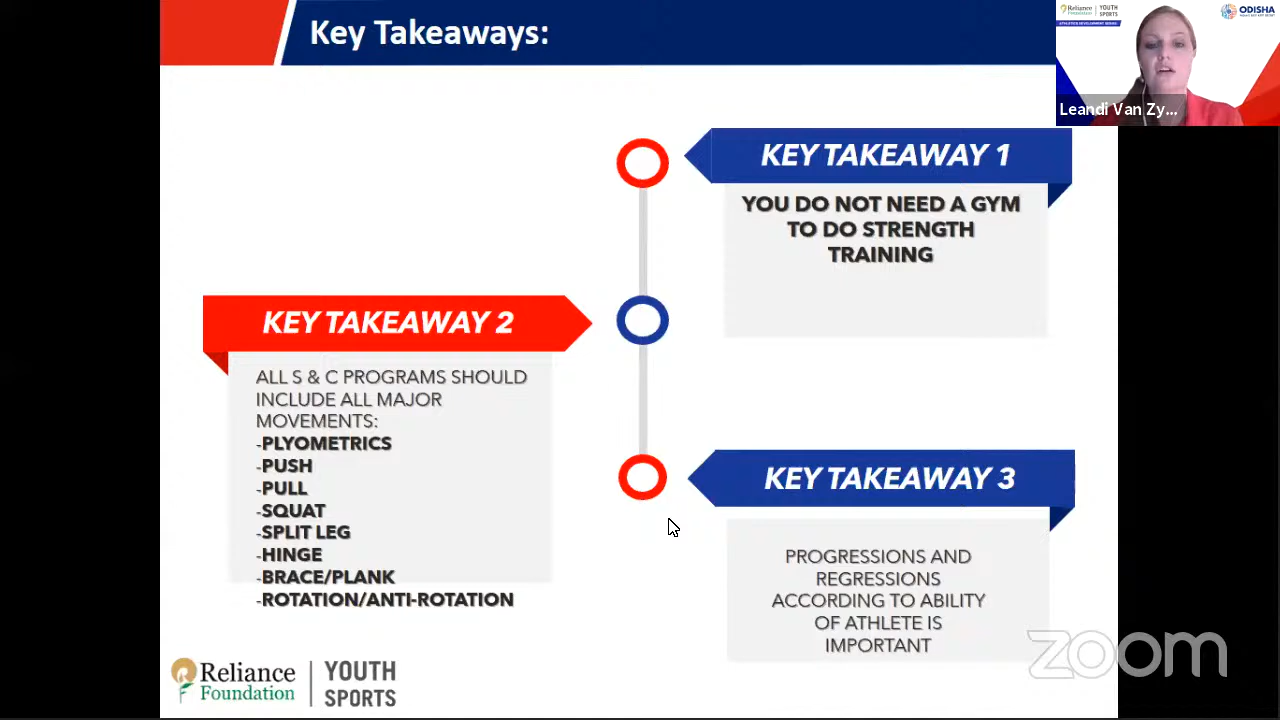 Key Takeaways:
Reliance
Foundation
YOUTH
SPORTS
ODISHA
Leandi Van Zy...
KEY TAKEAWAY 1
YOU DO NOT NEED A GYM
TO DO STRENGTH
TRAINING
KEY TAKEAWAY 2
ALL S & C PROGRAMS SHOULD
INCLUDE ALL MAJOR
MOVEMENTS:
-PLYOMETRICS
-PUSH
-PULL
-SQUAT
-SPLIT LEG
-HINGE
-BRACE/PLANK
-ROTATION/ANTI-ROTATION
KEY TAKEAWAY 3
PROGRESSIONS AND
REGRESSIONS
ACCORDING TO ABILITY
OF ATHLETE IS
IMPORTANT
Reliance
Foundation
YOUTH
SPORTS
zoom